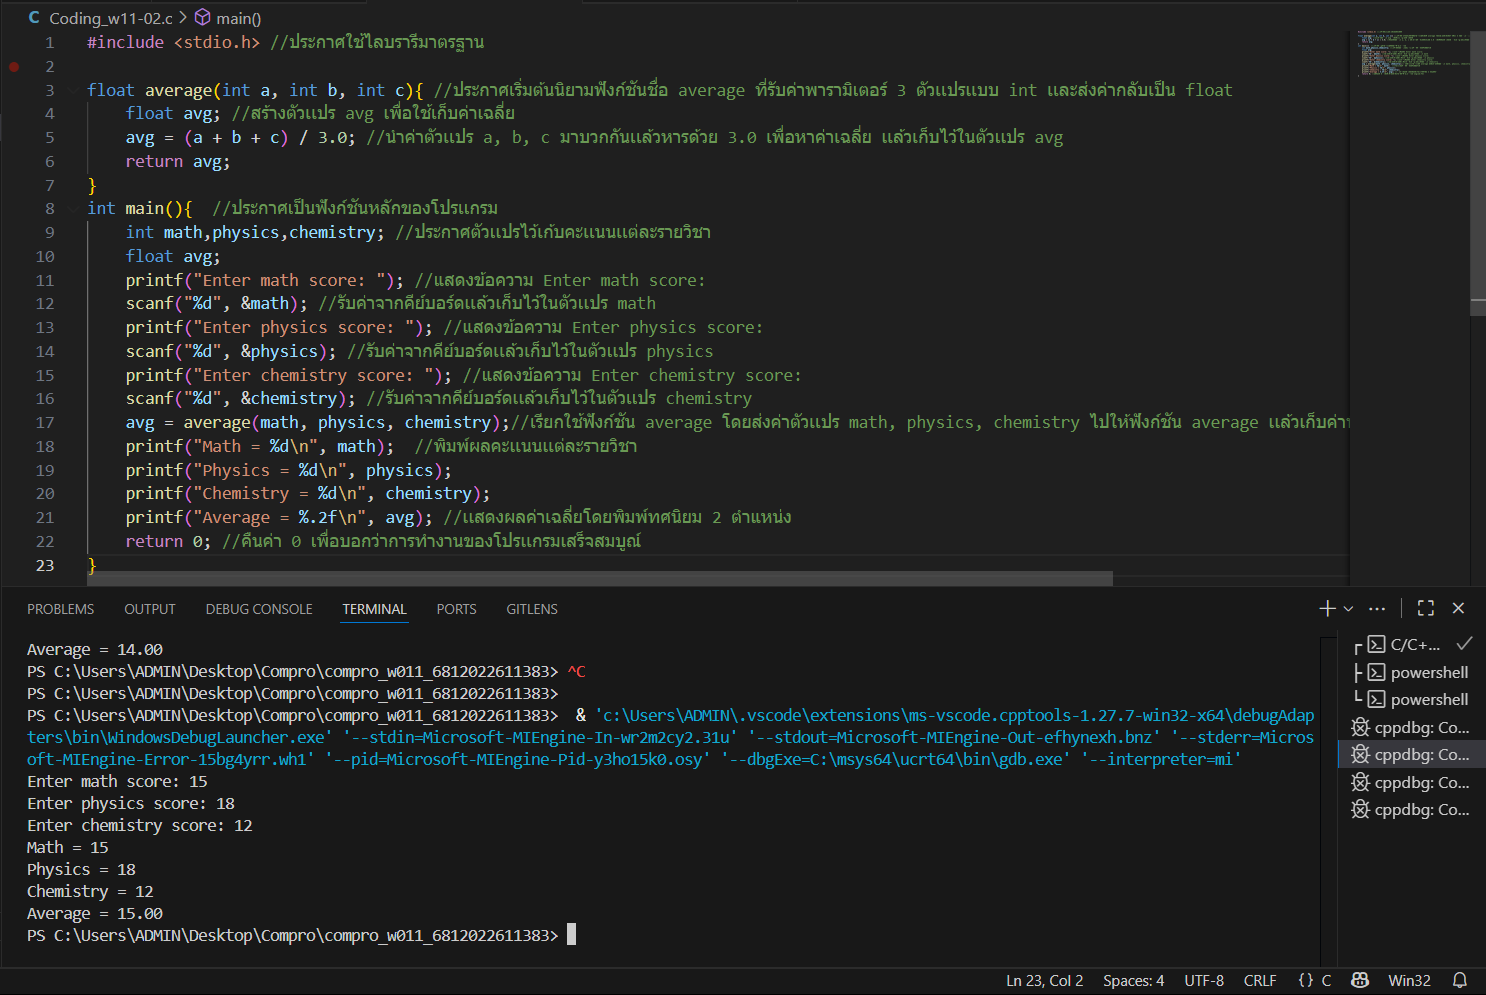 Coding_w11-02.c > main()
1 #include <stdio.h> //ประกาศใช้ไลบรารีมาตรฐาน
2
3 float average(int a, int b, int c){ //ประกาศเริ่มต้นนิยามฟังก์ชันชื่อ average ที่รับค่าพารามิเตอร์ 3 ตัวแปรแบบ int และส่งค่ากลับเป็น float
4 float avg; //สร้างตัวแปร avg เพื่อใช้เก็บค่าเฉลี่ย
5 avg = (a + b + c) / 3.0; //นำค่าตัวแปร a, b, c มาบวกกันแล้วหารด้วย 3.0 เพื่อหาค่าเฉลี่ย แล้วเก็บไว้ในตัวแปร avg
6 return avg;
7 }
8 int main(){ //ประกาศเป็นฟังก์ชันหลักของโปรแกรม
9 int math,physics,chemistry; //ประกาศตัวแปรไว้เก้บคะแนนแต่ละรายวิชา
10 float avg;
11 printf("Enter math score: "); //แสดงข้อความ Enter math score:
12 scanf("%d", &math); //รับค่าจากคีย์บอร์ดแล้วเก็บไว้ในตัวแปร math
13 printf("Enter physics score: "); //แสดงข้อความ Enter physics score:
14 scanf("%d", &physics); //รับค่าจากคีย์บอร์ดแล้วเก็บไว้ในตัวแปร physics
15 printf("Enter chemistry score: "); //แสดงข้อความ Enter chemistry score:
16 scanf("%d", &chemistry); //รับค่าจากคีย์บอร์ดแล้วเก็บไว้ในตัวแปร chemistry
17 avg = average(math, physics, chemistry);//เรียกใช้ฟังก์ชัน average โดยส่งค่าตัวแปร math, physics, chemistry ไปให้ฟังก์ชัน average แล้วเก็บค่า
18 printf("Math = %d\n", math); //พิมพ์ผลคะแนนแต่ละรายวิชา
19 printf("Physics = %d\n", physics);
20 printf("Chemistry = %d\n", chemistry);
21 printf("Average = %.2f\n", avg); //แสดงผลค่าเฉลี่ยโดยพิมพ์ทศนิยม 2 ตำแหน่ง
22 return 0; //คืนค่า 0 เพื่อบอกว่าการทำงานของโปรแกรมเสร็จสมบูณ์
23 }
PROBLEMS OUTPUT DEBUG CONSOLE TERMINAL PORTS GITLENS
Average = 14.00
PS C:\Users\ADMIN\Desktop\Compro\compro_w011_6812022611383> ^C
PS C:\Users\ADMIN\Desktop\Compro\compro_w011_6812022611383>
PS C:\Users\ADMIN\Desktop\Compro\compro_w011_6812022611383> & 'c:\Users\ADMIN\.vscode\extensions\ms-vscode.cpptools-1.27.7-win32-x64\debugAdap
ters\bin\WindowsDebugLauncher.exe' '--stdin=Microsoft-MIEngine-In-wr2m2cy2.31u' '--stdout=Microsoft-MIEngine-Out-efhynexh.bnz' '--stderr=Micros
oft-MIEngine-Error-15bg4yrr.wh1' '--pid=Microsoft-MIEngine-Pid-y3ho15k0.osy' '--dbgExe=C:\msys64\ucrt64\bin\gdb.exe' '--interpreter=mi'
Enter math score: 15
Enter physics score: 18
Enter chemistry score: 12
Math = 15
Physics = 18
Chemistry = 12
Average = 15.00
PS C:\Users\ADMIN\Desktop\Compro\compro_w011_6812022611383>
C/C+...
powershell
powershell
cppdbg: Co...
cppdbg: Co...
cppdbg: Co...
cppdbg: Co...
Ln 23, Col 2 Spaces: 4 UTF-8 CRLF {} C Win32